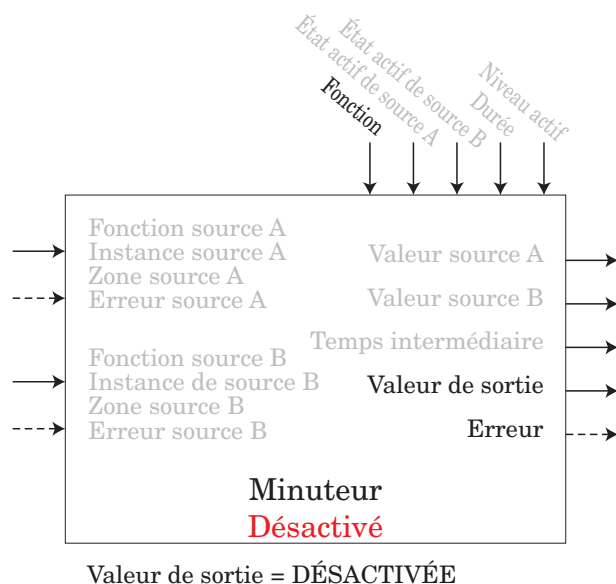 Fonction
État actif de source A
État actif de source B
Durée
Niveau actif
Fonction source A
Instance source A
Zone source A
Erreur source A
Fonction source B
Instance de source B
Zone source B
Erreur source B
Valeur source A
Valeur source B
Temps intermédiaire
Valeur de sortie
Erreur
Minuteur
Désactivé
Valeur de sortie = DÉSACTIVÉE